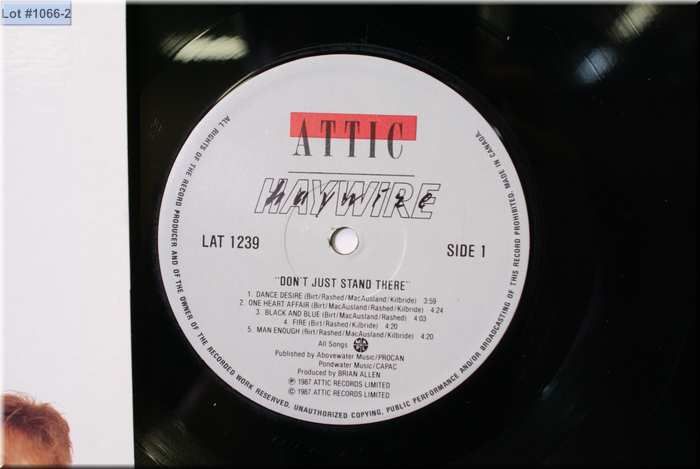 Lot #1066-2
ATTIC
HAYWIRE
haywire
LAT 1239
SIDE 1
"DON'T JUST STAND THERE"
1. DANCE DESIRE (Birt/Rashed/MacAusland/Kilbride) 3:59
2. ONE HEART AFFAIR (Birt/MacAusland/Rashed/Kilbride) 4:24
3. BLACK AND BLUE (Birt/MacAusland/Rashed) 4:03
4. FIRE (Birt/Rashed/Kilbride) 4:20
5. MAN ENOUGH (Birt/Rashed/MacAusland/Kilbride) 4:20
All Songs
Published by Abovewater Music/PROCAN
Pondwater Music/CAPAC
Produced by BRIAN ALLEN
℗ 1987 ATTIC RECORDS LIMITED
© 1987 ATTIC RECORDS LIMITED
ALL RIGHTS OF THE RECORD PRODUCER AND OF THE OWNER OF THE RECORDED WORK RESERVED. UNAUTHORIZED COPYING, PUBLIC PERFORMANCE AND/OR BROADCASTING OF THIS RECORD PROHIBITED. MADE IN CANADA.